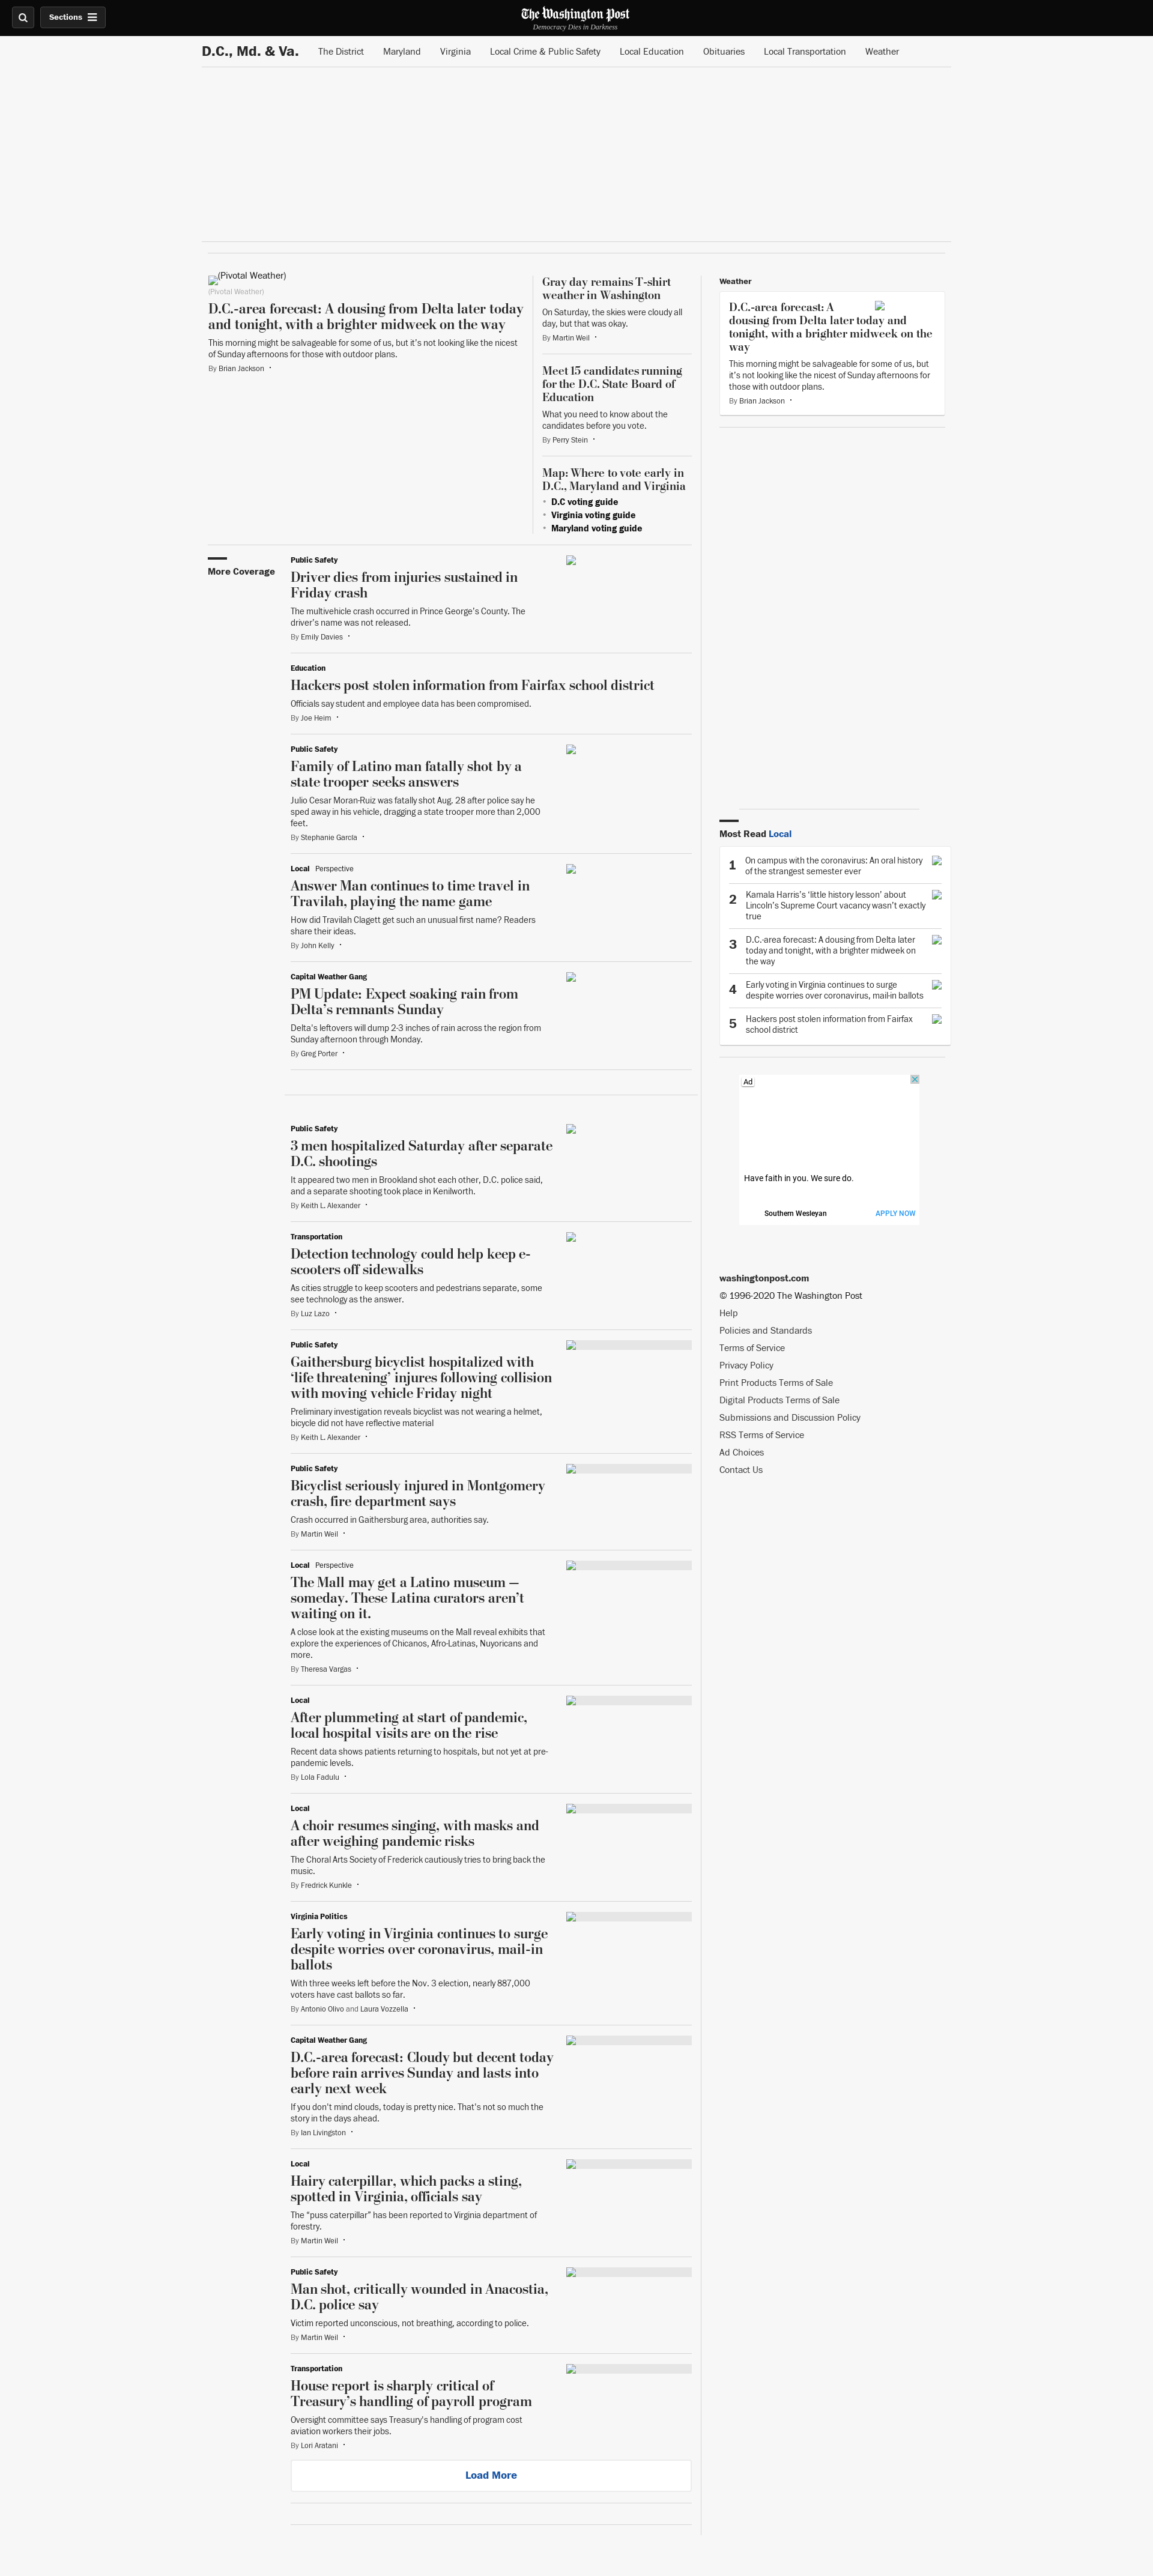 Sections
The Washington Post
Democracy Dies in Darkness
D.C., Md. & Va.
The District
Maryland
Virginia
Local Crime & Public Safety
Local Education
Obituaries
Local Transportation
Weather
(Pivotal Weather)
(Pivotal Weather)
D.C.-area forecast: A dousing from Delta later today
and tonight, with a brighter midweek on the way
This morning might be salvageable for some of us, but it's not looking like the nicest
of Sunday afternoons for those with outdoor plans.
By Brian Jackson •
Gray day remains T-shirt
weather in Washington
On Saturday, the skies were cloudy all
day, but that was okay.
By Martin Weil •
Meet 15 candidates running
for the D.C. State Board of
Education
What you need to know about the
candidates before you vote.
By Perry Stein •
Map: Where to vote early in
D.C., Maryland and Virginia
• D.C voting guide
• Virginia voting guide
• Maryland voting guide
Weather
D.C.-area forecast: A
dousing from Delta later today and
tonight, with a brighter midweek on the
way
This morning might be salvageable for some of us, but
it's not looking like the nicest of Sunday afternoons for
those with outdoor plans.
By Brian Jackson •
More Coverage
Public Safety
Driver dies from injuries sustained in
Friday crash
The multivehicle crash occurred in Prince George's County. The
driver's name was not released.
By Emily Davies •
Education
Hackers post stolen information from Fairfax school district
Officials say student and employee data has been compromised.
By Joe Heim •
Public Safety
Family of Latino man fatally shot by a
state trooper seeks answers
Julio Cesar Moran-Ruiz was fatally shot Aug. 28 after police say he
sped away in his vehicle, dragging a state trooper more than 2,000
feet.
By Stephanie García •
Local Perspective
Answer Man continues to time travel in
Travilah, playing the name game
How did Travilah Clagett get such an unusual first name? Readers
share their ideas.
By John Kelly •
Capital Weather Gang
PM Update: Expect soaking rain from
Delta's remnants Sunday
Delta's leftovers will dump 2-3 inches of rain across the region from
Sunday afternoon through Monday.
By Greg Porter •
Public Safety
3 men hospitalized Saturday after separate
D.C. shootings
It appeared two men in Brookland shot each other, D.C. police said,
and a separate shooting took place in Kenilworth.
By Keith L. Alexander •
Transportation
Detection technology could help keep e-
scooters off sidewalks
As cities struggle to keep scooters and pedestrians separate, some
see technology as the answer.
By Luz Lazo •
Public Safety
Gaithersburg bicyclist hospitalized with
‘life threatening’ injures following collision
with moving vehicle Friday night
Preliminary investigation reveals bicyclist was not wearing a helmet,
bicycle did not have reflective material
By Keith L. Alexander •
Public Safety
Bicyclist seriously injured in Montgomery
crash, fire department says
Crash occurred in Gaithersburg area, authorities say.
By Martin Weil •
Local Perspective
The Mall may get a Latino museum —
someday. These Latina curators aren't
waiting on it.
A close look at the existing museums on the Mall reveal exhibits that
explore the experiences of Chicanos, Afro-Latinas, Nuyoricans and
more.
By Theresa Vargas •
Local
After plummeting at start of pandemic,
local hospital visits are on the rise
Recent data shows patients returning to hospitals, but not yet at pre-
pandemic levels.
By Lola Fadulu •
Local
A choir resumes singing, with masks and
after weighing pandemic risks
The Choral Arts Society of Frederick cautiously tries to bring back the
music.
By Fredrick Kunkle •
Virginia Politics
Early voting in Virginia continues to surge
despite worries over coronavirus, mail-in
ballots
With three weeks left before the Nov. 3 election, nearly 887,000
voters have cast ballots so far.
By Antonio Olivo and Laura Vozzella •
Capital Weather Gang
D.C.-area forecast: Cloudy but decent today
before rain arrives Sunday and lasts into
early next week
If you don't mind clouds, today is pretty nice. That's not so much the
story in the days ahead.
By Ian Livingston •
Local
Hairy caterpillar, which packs a sting,
spotted in Virginia, officials say
The “puss caterpillar” has been reported to Virginia department of
forestry.
By Martin Weil •
Public Safety
Man shot, critically wounded in Anacostia,
D.C. police say
Victim reported unconscious, not breathing, according to police.
By Martin Weil •
Transportation
House report is sharply critical of
Treasury's handling of payroll program
Oversight committee says Treasury's handling of program cost
aviation workers their jobs.
By Lori Aratani •
Load More
Most Read Local
1 On campus with the coronavirus: An oral history
of the strangest semester ever
2 Kamala Harris's ‘little history lesson’ about
Lincoln's Supreme Court vacancy wasn't exactly
true
3 D.C.-area forecast: A dousing from Delta later
today and tonight, with a brighter midweek on
the way
4 Early voting in Virginia continues to surge
despite worries over coronavirus, mail-in ballots
5 Hackers post stolen information from Fairfax
school district
Ad
Have faith in you. We sure do.
Southern Wesleyan
APPLY NOW
washingtonpost.com
© 1996-2020 The Washington Post
Help
Policies and Standards
Terms of Service
Privacy Policy
Print Products Terms of Sale
Digital Products Terms of Sale
Submissions and Discussion Policy
RSS Terms of Service
Ad Choices
Contact Us